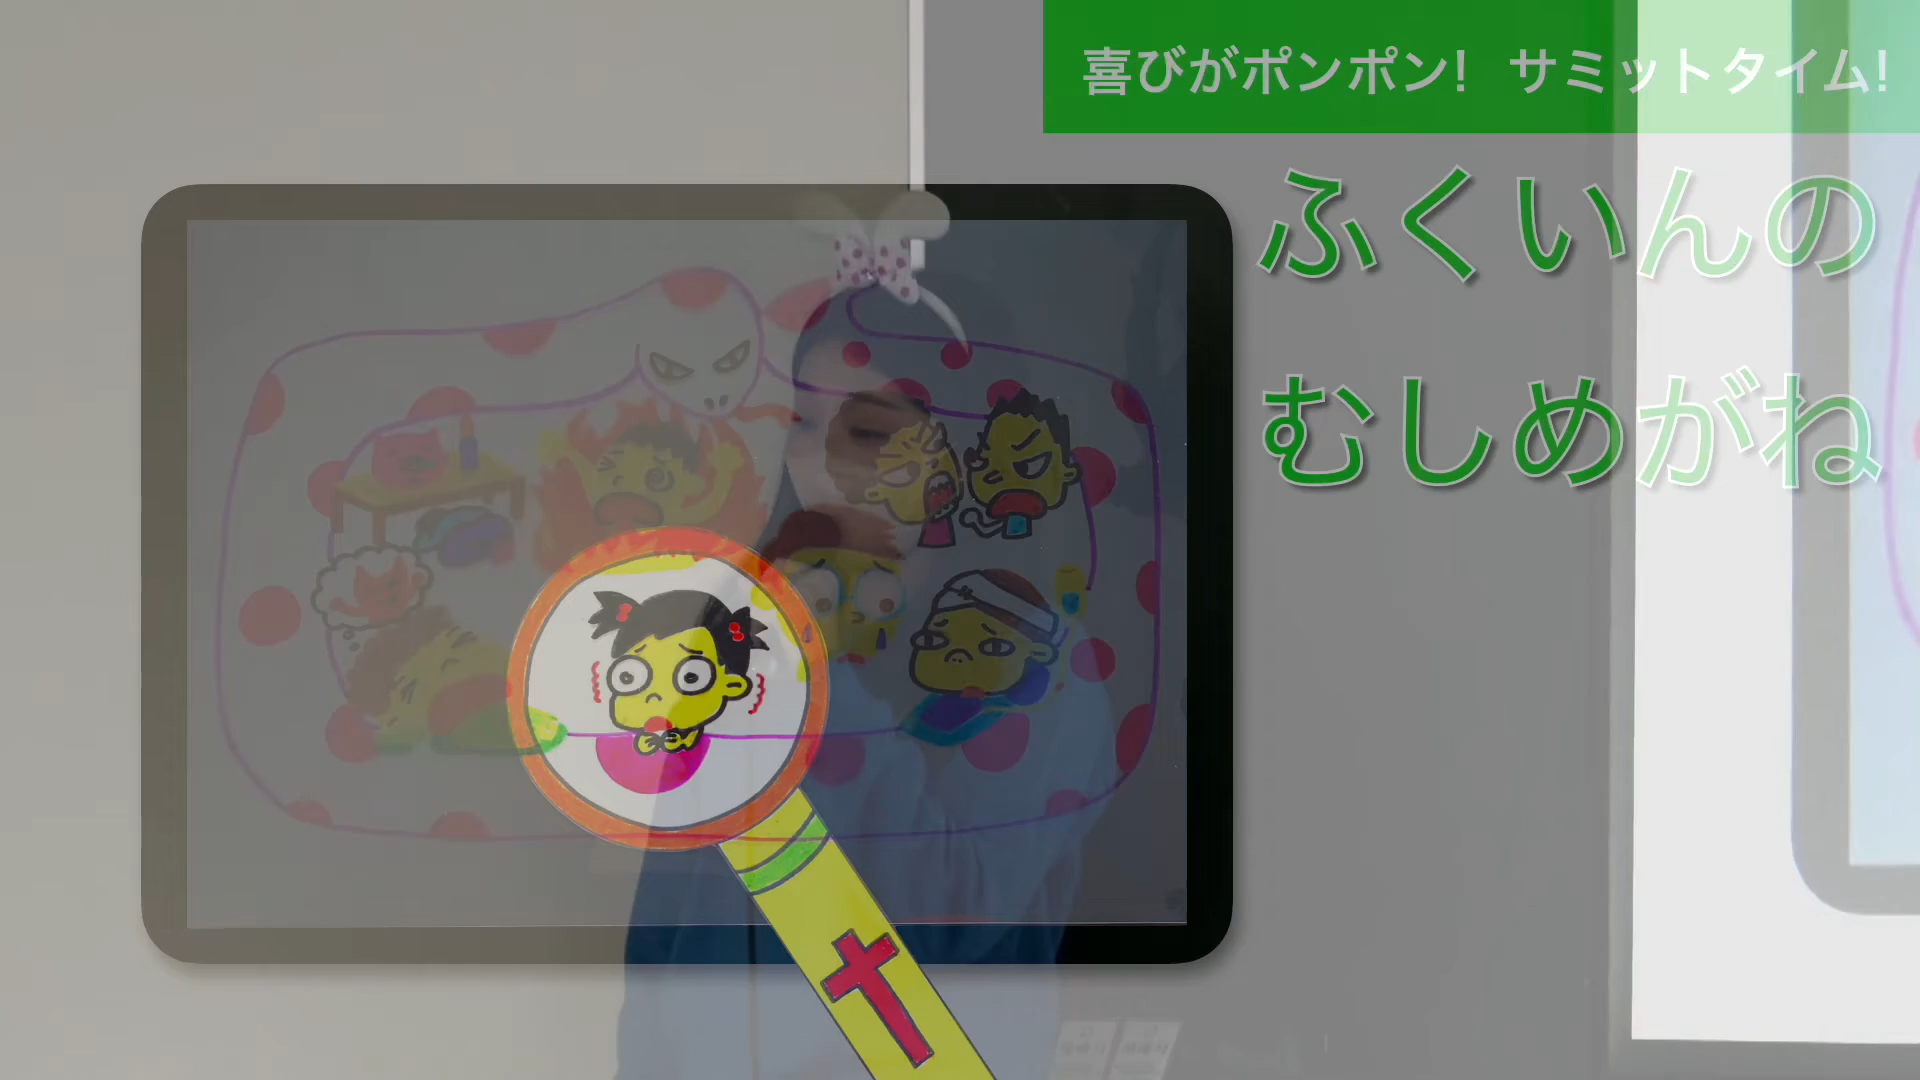 喜びがポンポン! サミットタイム!
ふくいんの
むしめがね